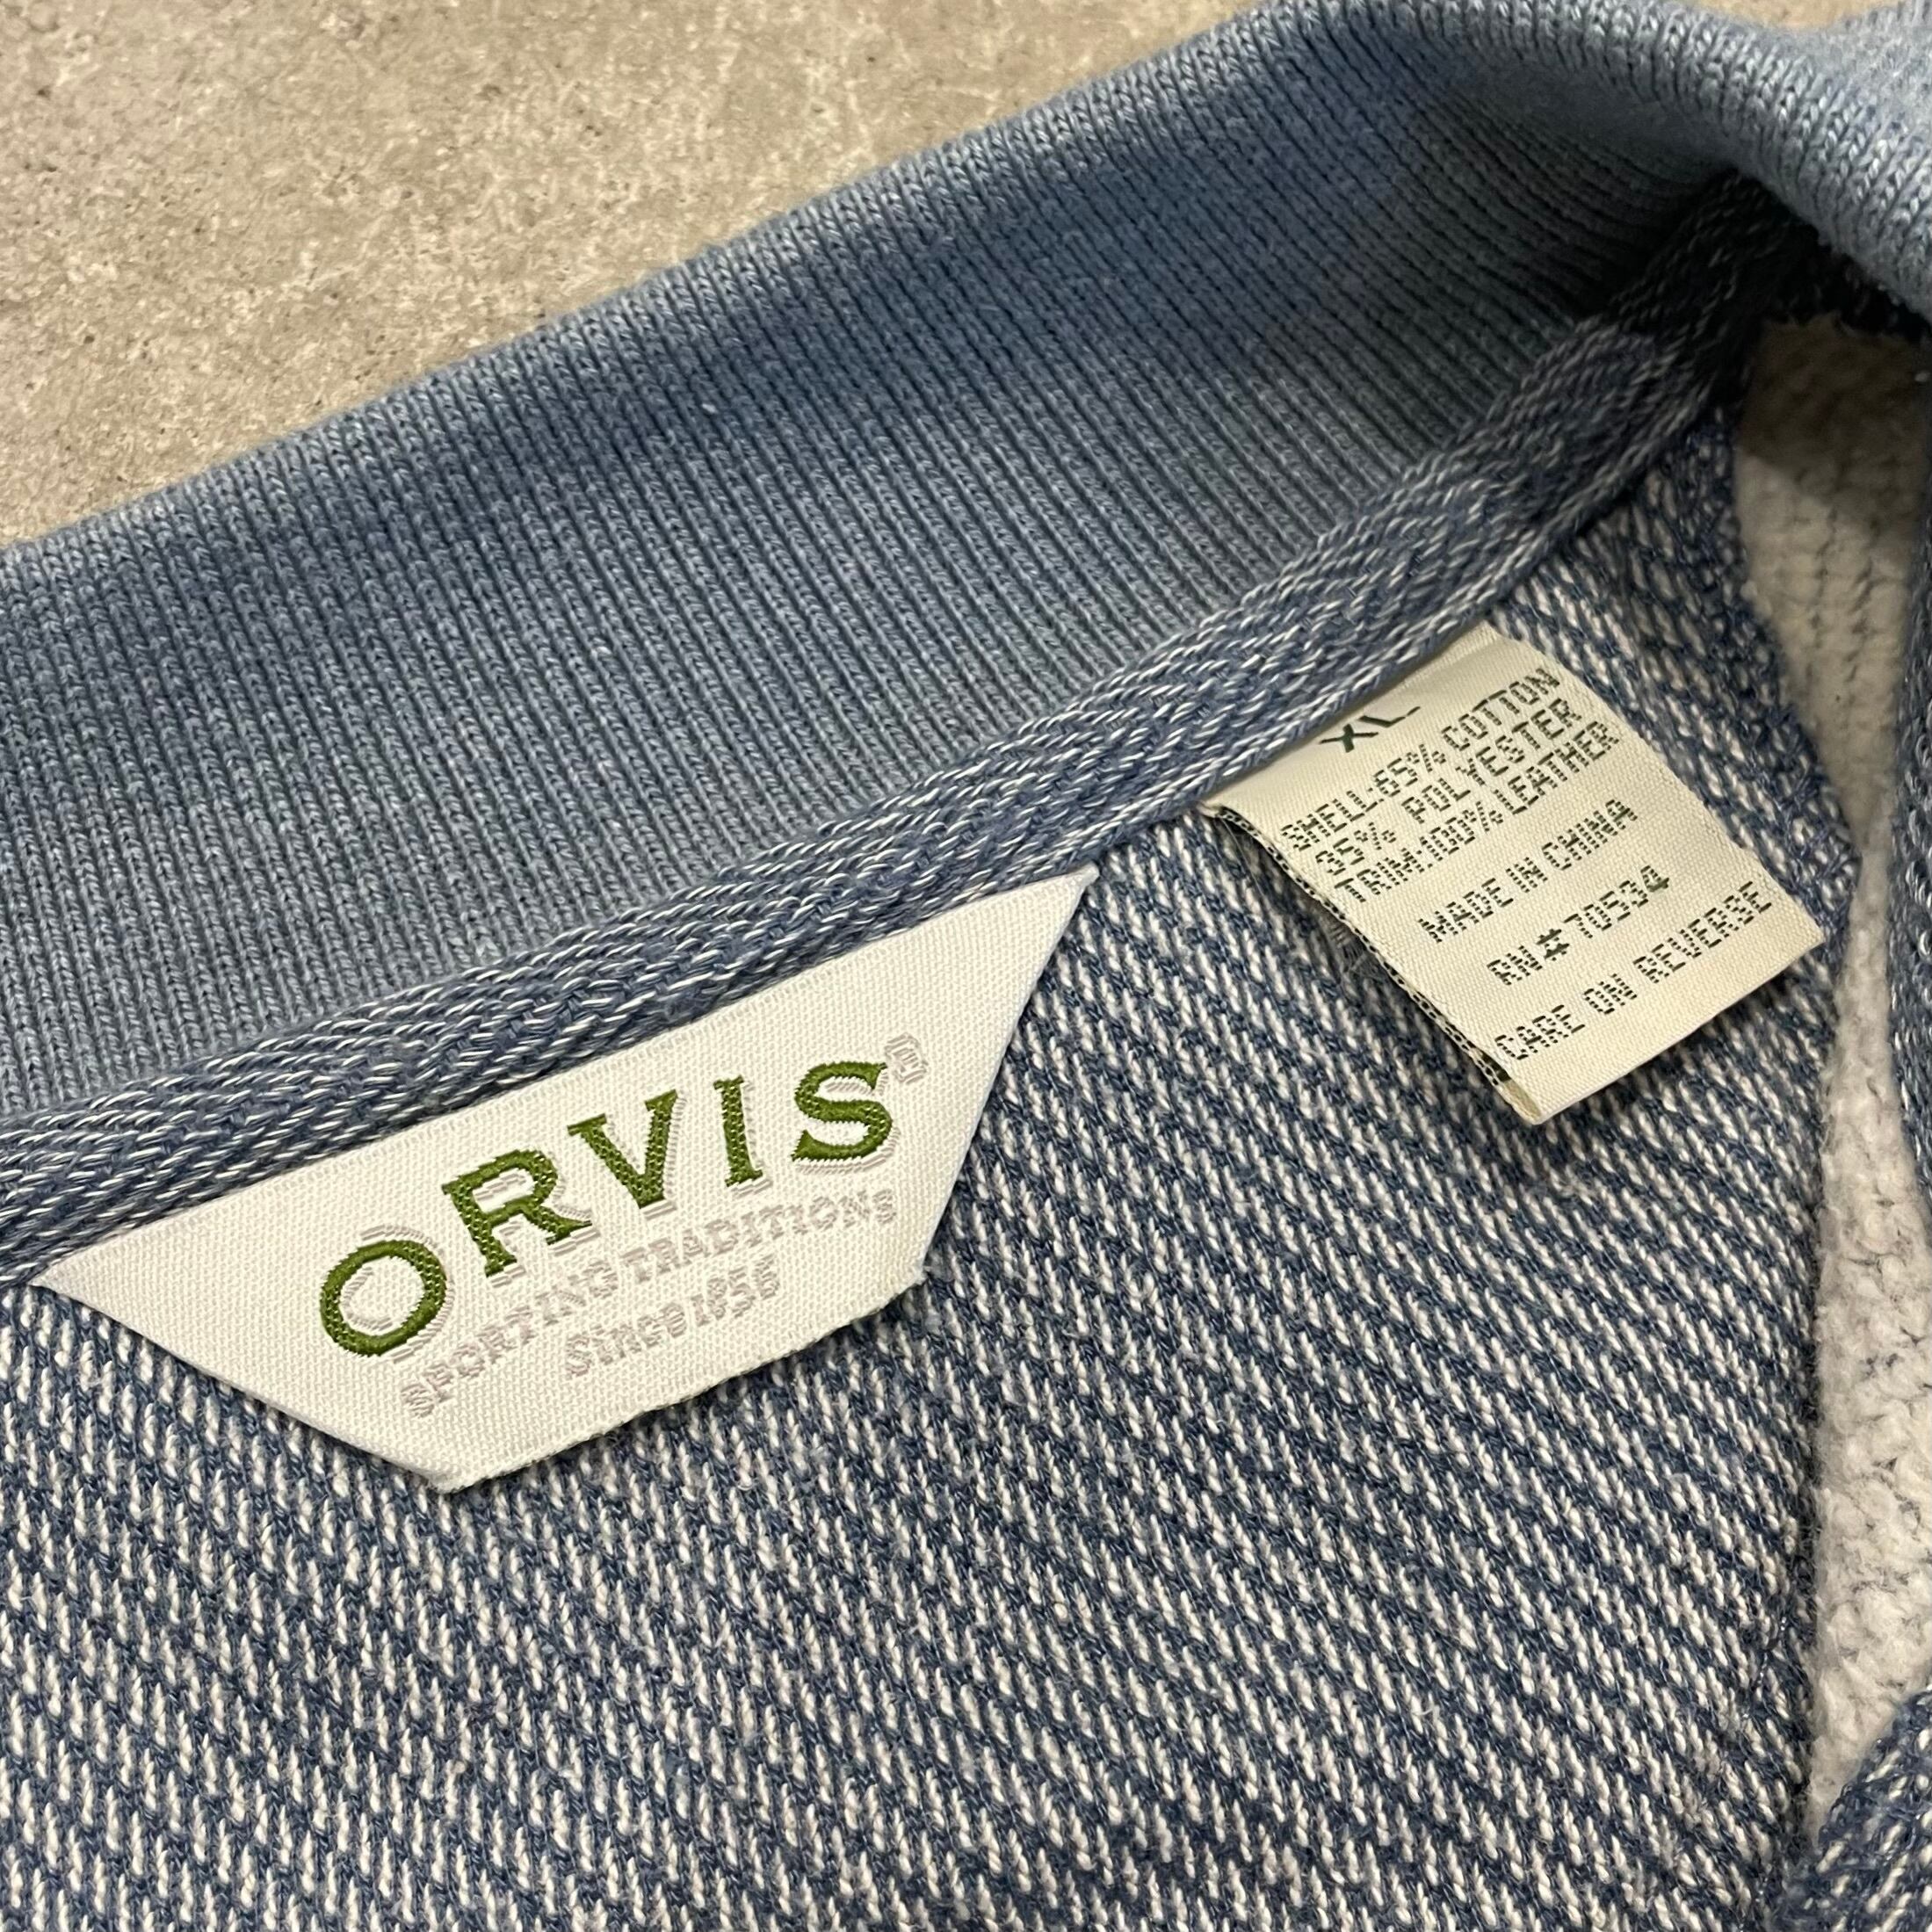 ORVIS®
SPORTING TRADITIONS
Since 1856
XL
SHELL:65% COTTON
35% POLYESTER
TRIM:100% LEATHER
MADE IN CHINA
RN# 70534
CARE ON REVERSE